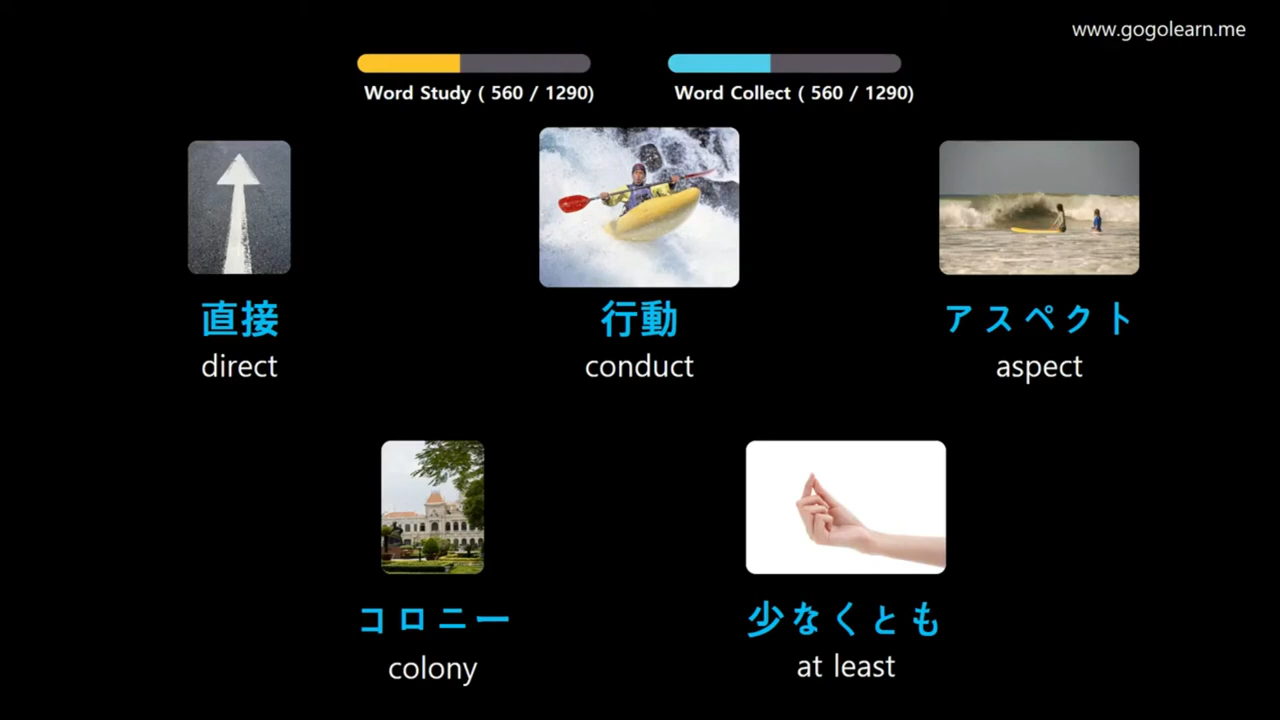 www.gogolearn.me
Word Study ( 560 / 1290)
Word Collect ( 560 / 1290)
直接
direct
行動
conduct
アスペクト
aspect
コロニー
colony
少なくとも
at least